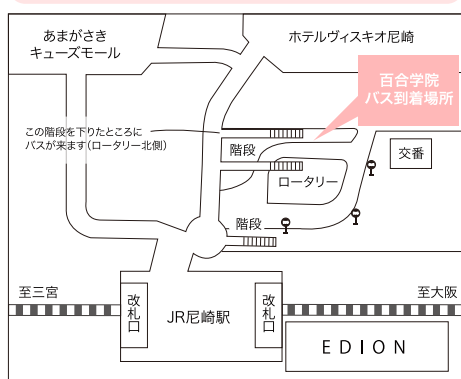 あまがさき
キューズモール
ホテルヴィスキオ尼崎
百合学院
バス到着場所
この階段を下りたところに
バスが来ます(ロータリー北側)
階段
交番
ロータリー
階段
至三宮
改札口
JR尼崎駅
改札口
至大阪
EDION